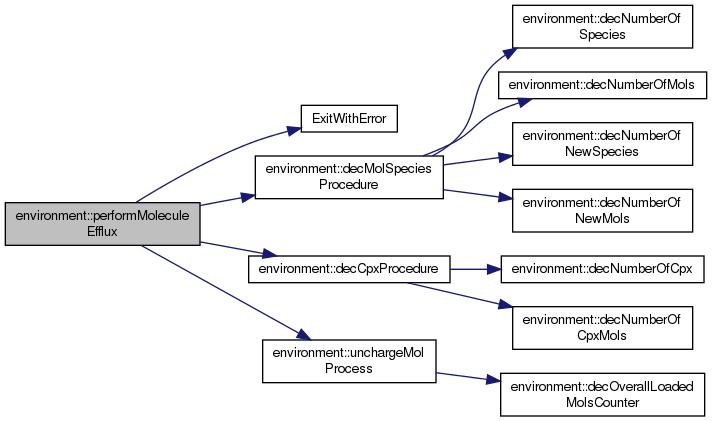 environment::performMolecule
Efflux
ExitWithError
environment::decMolSpecies
Procedure
environment::decCpxProcedure
environment::unchargeMol
Process
environment::decNumberOf
Species
environment::decNumberOfMols
environment::decNumberOf
NewSpecies
environment::decNumberOf
NewMols
environment::decNumberOfCpx
environment::decNumberOf
CpxMols
environment::decOverallLoaded
MolsCounter